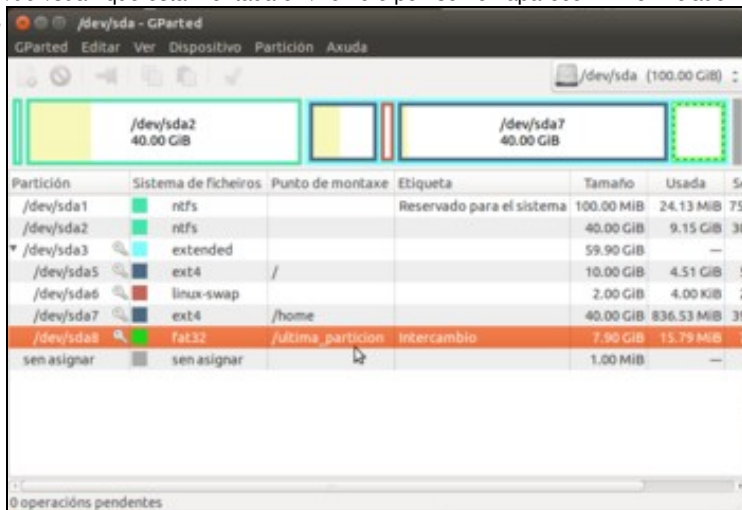 /dev/sda - GParted
GParted Editar Ver Dispositivo Partición Axuda
/dev/sda (100.00 GiB)
/dev/sda2
40.00 GiB
/dev/sda7
40.00 GiB
Partición Sistema de ficheiros Punto de montaxe Etiqueta Tamaño Usada
/dev/sda1 ntfs Reservado para el sistema 100.00 MiB 24.13 MiB
/dev/sda2 ntfs 40.00 GiB 9.15 GiB
/dev/sda3 extended 59.90 GiB —
/dev/sda5 ext4 / 10.00 GiB 4.51 GiB
/dev/sda6 linux-swap 2.00 GiB 4.00 KiB
/dev/sda7 ext4 /home 40.00 GiB 836.53 MiB
/dev/sda8 fat32 /ultima_particion Intercambio 7.90 GiB 15.79 MiB
sen asignar sen asignar 1.00 MiB —
0 operacións pendentes